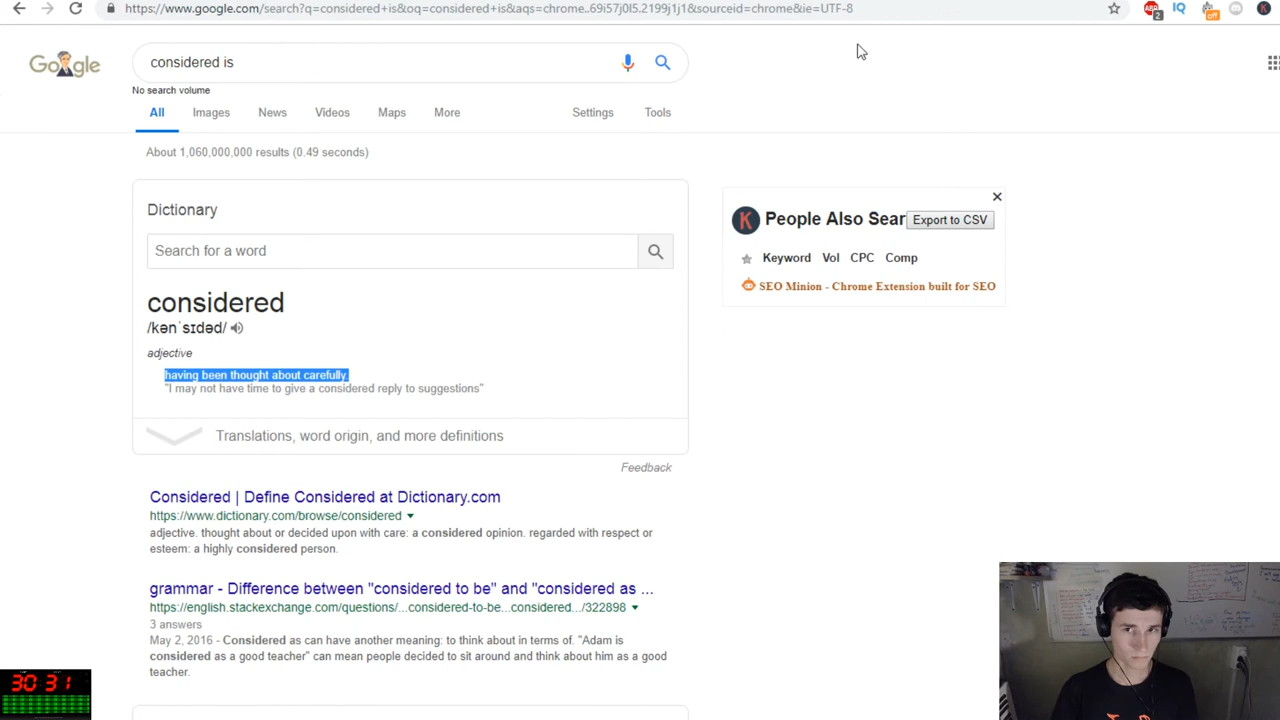 https://www.google.com/search?q=considered+is&oq=considered+is&aqs=chrome..69i57j0l5.2199j1j1&sourceid=chrome&ie=UTF-8
ABP
2
IQ
off
K
Google
considered is
No search volume
All Images News Videos Maps More Settings Tools
About 1,060,000,000 results (0.49 seconds)
Dictionary
Search for a word
considered
/kənˈsɪdəd/
adjective
having been thought about carefully.
"I may not have time to give a considered reply to suggestions"
Translations, word origin, and more definitions
Feedback
K People Also Sear Export to CSV
Keyword Vol CPC Comp
SEO Minion - Chrome Extension built for SEO
Considered | Define Considered at Dictionary.com
https://www.dictionary.com/browse/considered
adjective. thought about or decided upon with care: a considered opinion. regarded with respect or
esteem: a highly considered person.
grammar - Difference between "considered to be" and "considered as ...
https://english.stackexchange.com/questions/...considered-to-be...considered.../322898
3 answers
May 2, 2016 - Considered as can have another meaning: to think about in terms of. "Adam is
considered as a good teacher" can mean people decided to sit around and think about him as a good
teacher.
30 31